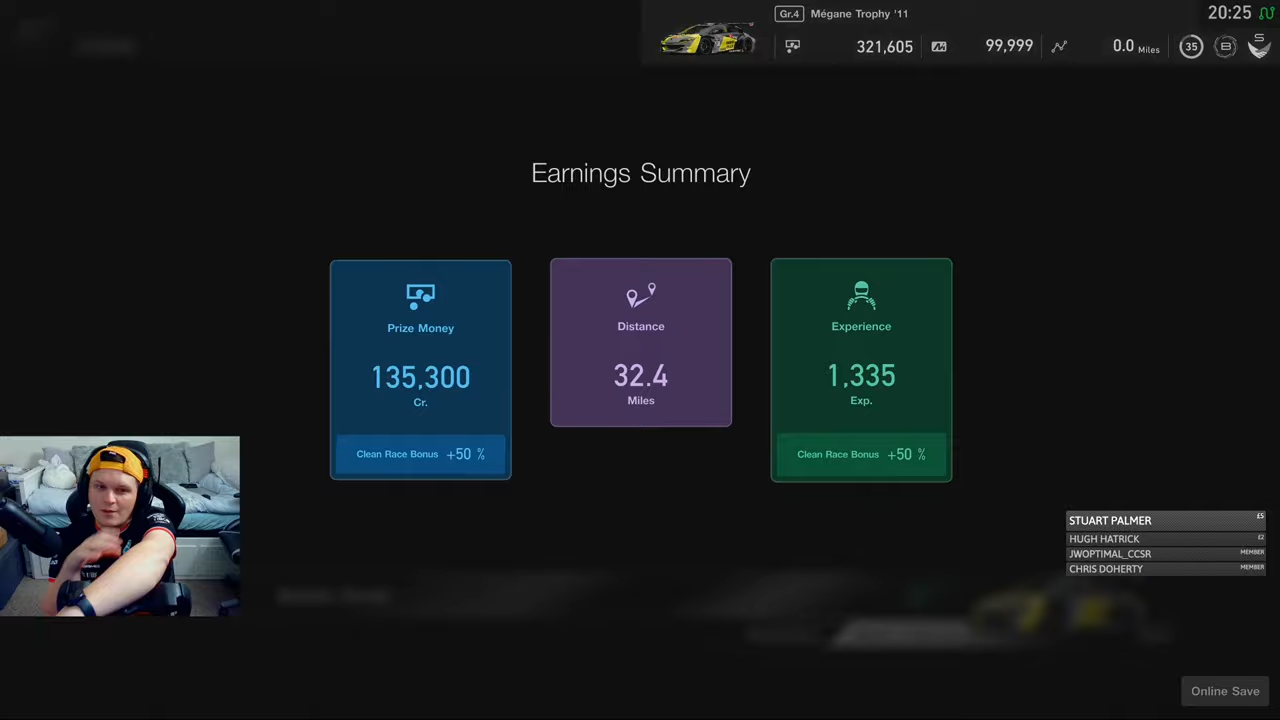 Gr.4 Mégane Trophy '11
20:25
321,605 99,999 0.0 Miles 35 B S
Earnings Summary
Prize Money
135,300
Cr.
Clean Race Bonus +50 %
Distance
32.4
Miles
Experience
1,335
Exp.
Clean Race Bonus +50 %
STUART PALMER £5
HUGH HATRICK £2
JWOPTIMAL_CCSR MEMBER
CHRIS DOHERTY MEMBER
Online Save